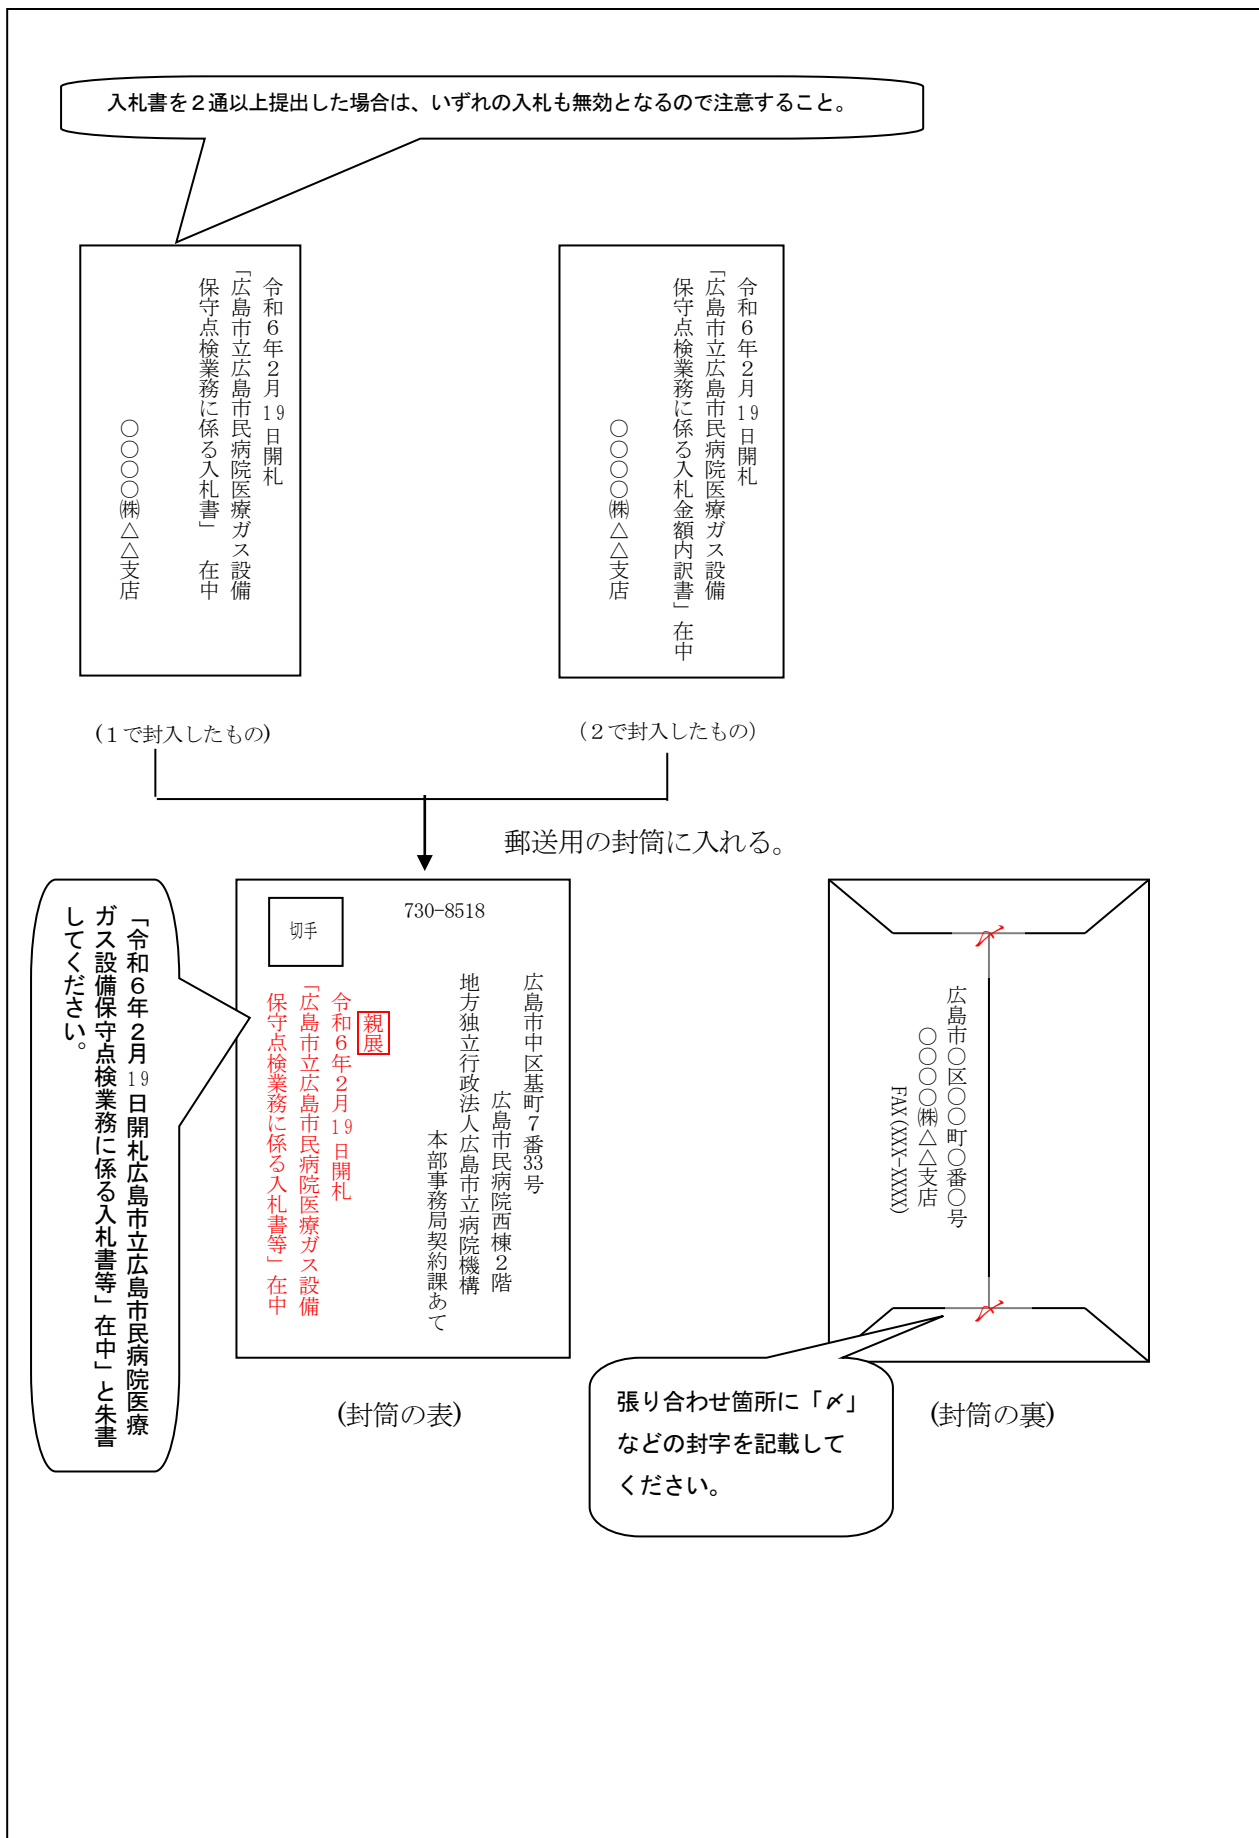 入札書を２通以上提出した場合は、いずれの入札も無効となるので注意すること。
令和６年２月19日開札
「広島市立広島市民病院医療ガス設備
保守点検業務に係る入札書」　在中
○○○○㈱△△支店
令和６年２月19日開札
「広島市立広島市民病院医療ガス設備
保守点検業務に係る入札金額内訳書」在中
○○○○㈱△△支店
(１で封入したもの)
（２で封入したもの）
郵送用の封筒に入れる。
「令和６年２月19日開札広島市立広島市民病院医療
ガス設備保守点検業務に係る入札書等」在中」と朱書
してください。
切手
730-8518
広島市中区基町７番33号
広島市民病院西棟２階
地方独立行政法人広島市立病院機構
本部事務局契約課あて
親展
令和６年２月19日開札
「広島市立広島市民病院医療ガス設備
保守点検業務に係る入札書等」在中
(封筒の表)
〆
広島市○区○○町○番○号
○○○○㈱△△支店
FAX(XXX-XXXX)
〆
(封筒の裏)
張り合わせ箇所に「〆」
などの封字を記載して
ください。